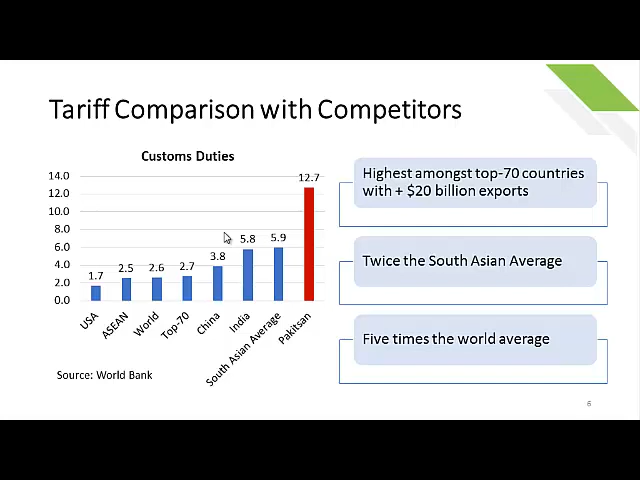 Tariff Comparison with Competitors
Customs Duties
14.0
12.0
10.0
8.0
6.0
4.0
2.0
0.0
1.7
2.5
2.6
2.7
3.8
5.8
5.9
12.7
USA
ASEAN
World
Top-70
China
India
South Asian Average
Pakitsan
Source: World Bank
Highest amongst top-70 countries
with + $20 billion exports
Twice the South Asian Average
Five times the world average
6